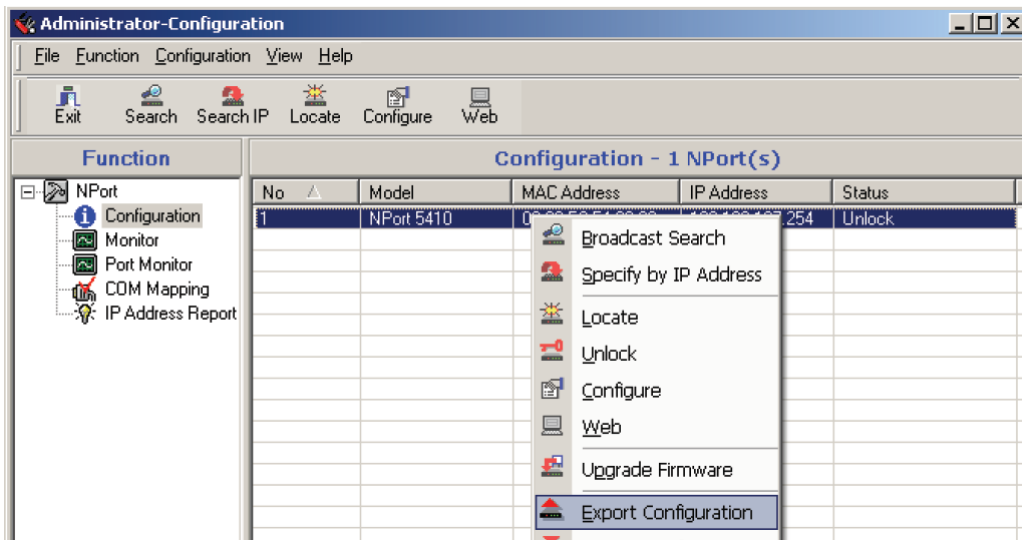 Administrator-Configuration
File Function Configuration View Help
Exit Search Search IP Locate Configure Web
Function
Configuration - 1 NPort(s)
NPort
Configuration
Monitor
Port Monitor
COM Mapping
IP Address Report
No Model MAC Address IP Address Status
1 NPort 5410 .254 Unlock
Broadcast Search
Specify by IP Address
Locate
Unlock
Configure
Web
Upgrade Firmware
Export Configuration